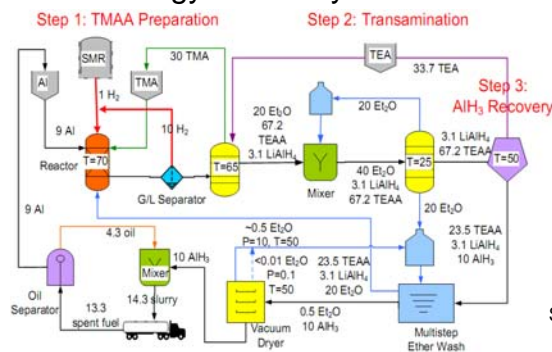 Step 1: TMAA Preparation
Step 2: Transamination
Step 3:
AlH₃ Recovery
Al
SMR
TMA
30 TMA
TEA
33.7 TEA
1 H₂
10 H₂
9 Al
Reactor
T=70
G/L Separator
T=65
20 Et₂O
67.2
TEAA
3.1 LiAlH₄
Mixer
20 Et₂O
40 Et₂O
3.1 LiAlH₄
67.2 TEAA
T=25
3.1 LiAlH₄
67.2 TEAA
T=50
20 Et₂O
23.5 TEAA
3.1 LiAlH₄
10 AlH₃
9 Al
4.3 oil
Oil
Separator
Mixer
10 AlH₃
14.3 slurry
13.3
spent fuel
~0.5 Et₂O
P=10, T=50
<0.01 Et₂O
P=0.1
T=50
23.5 TEAA
3.1 LiAlH₄
20 Et₂O
Vacuum
Dryer
0.5 Et₂O
10 AlH₃
Multistep
Ether Wash
s